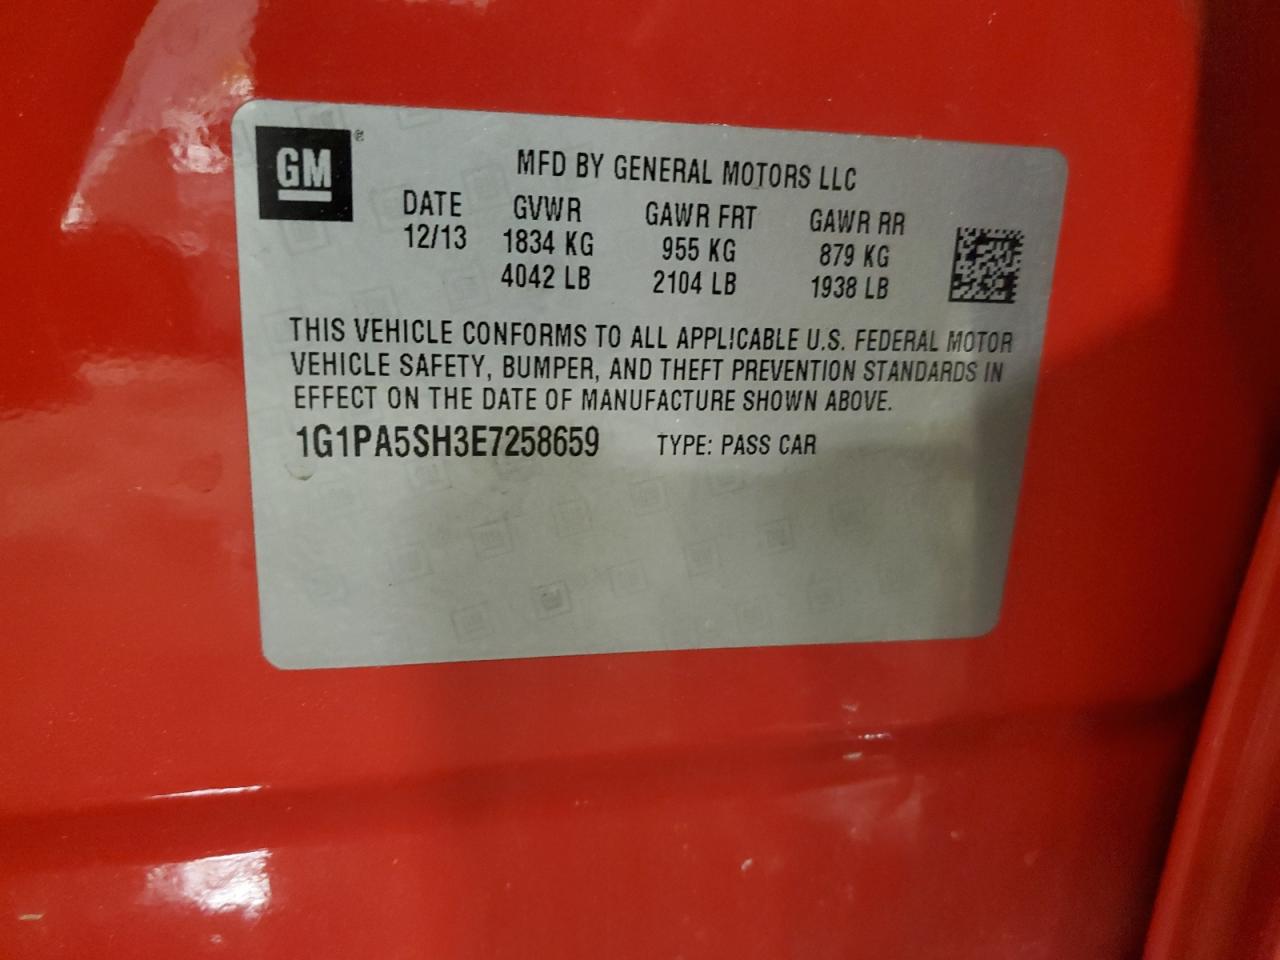 GM ®
MFD BY GENERAL MOTORS LLC
DATE GVWR GAWR FRT GAWR RR
12/13 1834 KG 955 KG 879 KG
4042 LB 2104 LB 1938 LB
THIS VEHICLE CONFORMS TO ALL APPLICABLE U.S. FEDERAL MOTOR
VEHICLE SAFETY, BUMPER, AND THEFT PREVENTION STANDARDS IN
EFFECT ON THE DATE OF MANUFACTURE SHOWN ABOVE.
1G1PA5SH3E7258659 TYPE: PASS CAR